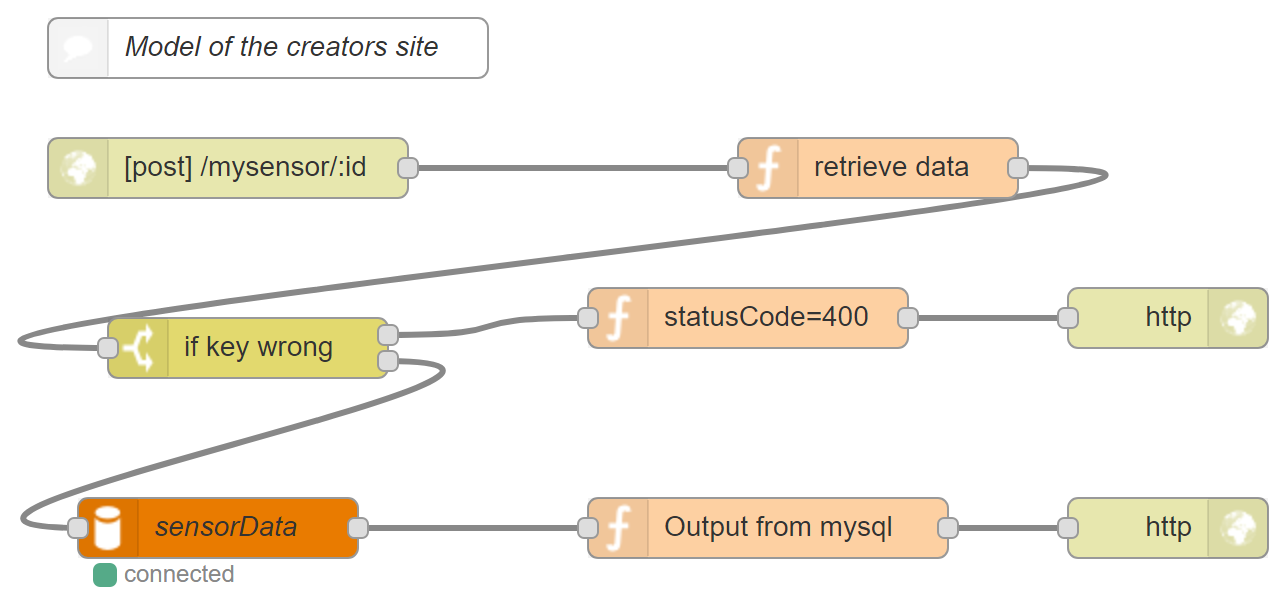 Model of the creators site
[post] /mysensor/:id
retrieve data
if key wrong
statusCode=400
http
sensorData
Output from mysql
http
connected